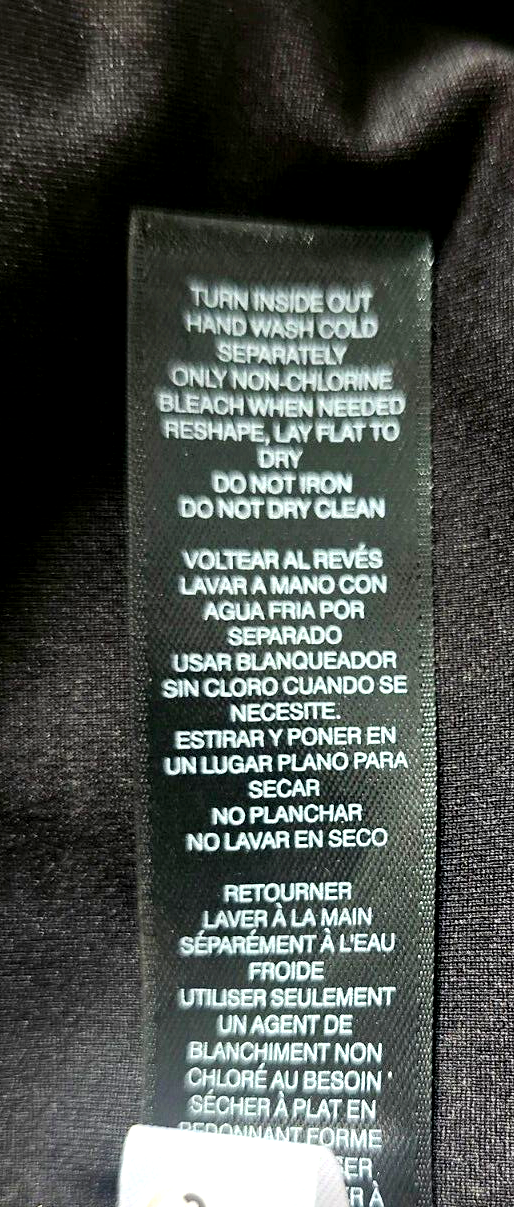 TURN INSIDE OUT
HAND WASH COLD
SEPARATELY
ONLY NON-CHLORINE
BLEACH WHEN NEEDED
RESHAPE, LAY FLAT TO
DRY
DO NOT IRON
DO NOT DRY CLEAN
VOLTEAR AL REVÉS
LAVAR A MANO CON
AGUA FRIA POR
SEPARADO
USAR BLANQUEADOR
SIN CLORO CUANDO SE
NECESITE.
ESTIRAR Y PONER EN
UN LUGAR PLANO PARA
SECAR
NO PLANCHAR
NO LAVAR EN SECO
RETOURNER
LAVER À LA MAIN
SÉPARÉMENT À L'EAU
FROIDE
UTILISER SEULEMENT
UN AGENT DE
BLANCHIMENT NON
CHLORÉ AU BESOIN
SÉCHER À PLAT EN
REDONNANT FORME
À